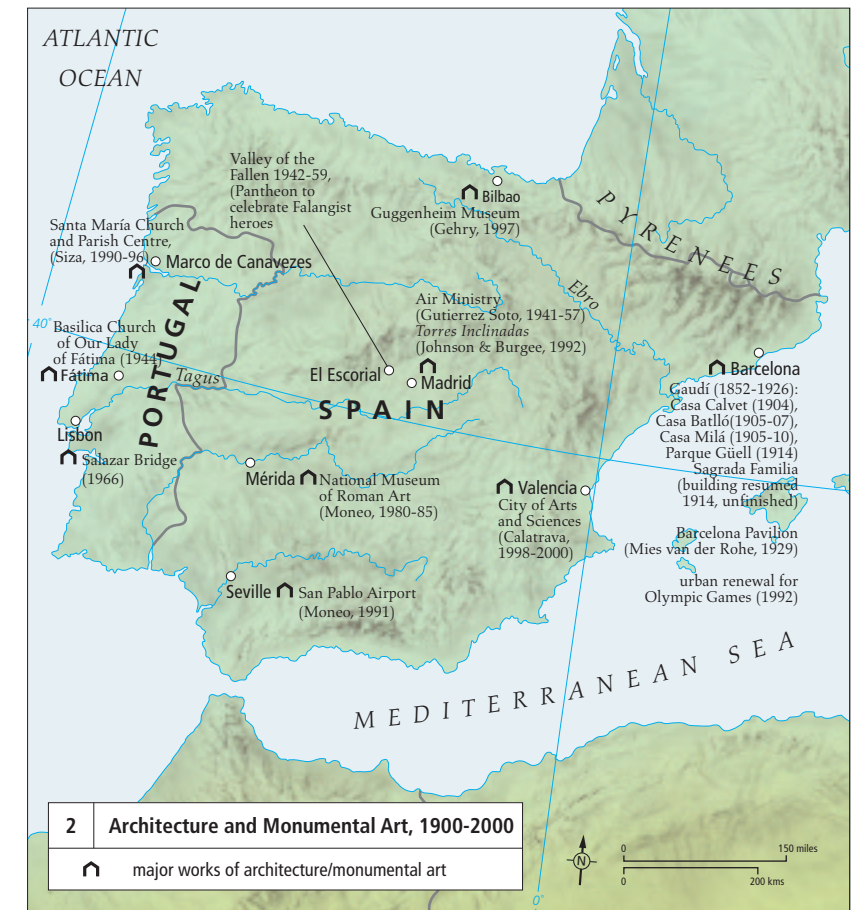 ATLANTIC
OCEAN
Valley of the
Fallen 1942-59,
(Pantheon to
celebrate Falangist
heroes
Bilbao
Guggenheim Museum
(Gehry, 1997)
PYRENEES
Santa María Church
and Parish Centre,
(Siza, 1990-96)
Marco de Canavezes
Ebro
Air Ministry
(Gutierrez Soto, 1941-57)
Torres Inclinadas
(Johnson & Burgee, 1992)
40°
Basilica Church
of Our Lady
of Fátima (1944)
Fátima
PORTUGAL
Tagus
El Escorial
Madrid
SPAIN
Barcelona
Gaudí (1852-1926):
Casa Calvet (1904),
Casa Batlló(1905-07),
Casa Milá (1905-10),
Parque Güell (1914)
Sagrada Familia
(building resumed
1914, unfinished)
Barcelona Pavilion
(Mies van der Rohe, 1929)
urban renewal for
Olympic Games (1992)
Lisbon
Salazar Bridge
(1966)
Mérida
National Museum
of Roman Art
(Moneo, 1980-85)
Valencia
City of Arts
and Sciences
(Calatrava,
1998-2000)
Seville
San Pablo Airport
(Moneo, 1991)
MEDITERRANEAN SEA
2 Architecture and Monumental Art, 1900-2000
major works of architecture/monumental art
N
0 150 miles
0 200 kms
0°